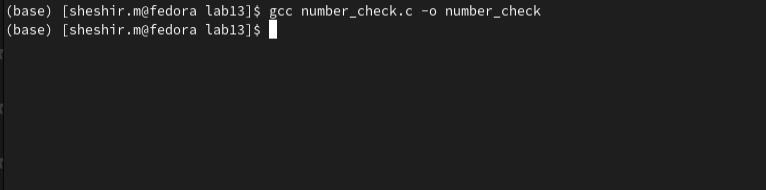 (base) [sheshir.m@fedora lab13]$ gcc number_check.c -o number_check
(base) [sheshir.m@fedora lab13]$